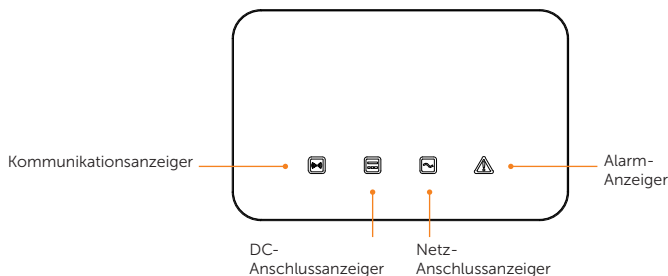 Kommunikationsanzeiger
Alarm-
Anzeiger
DC-
Anschlussanzeiger
Netz-
Anschlussanzeiger